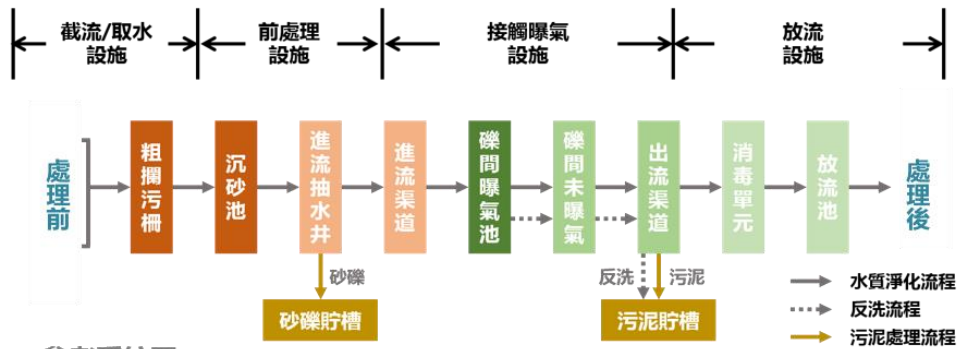 截流/取水
設施
前處理
設施
接觸曝氣
設施
放流
設施
處理前
粗攔污柵
沉砂池
進流抽水井
進流渠道
礫間曝氣池
礫間未曝氣
出流渠道
消毒單元
放流池
處理後
砂礫
反洗
污泥
砂礫貯槽
污泥貯槽
水質淨化流程
反洗流程
污泥處理流程